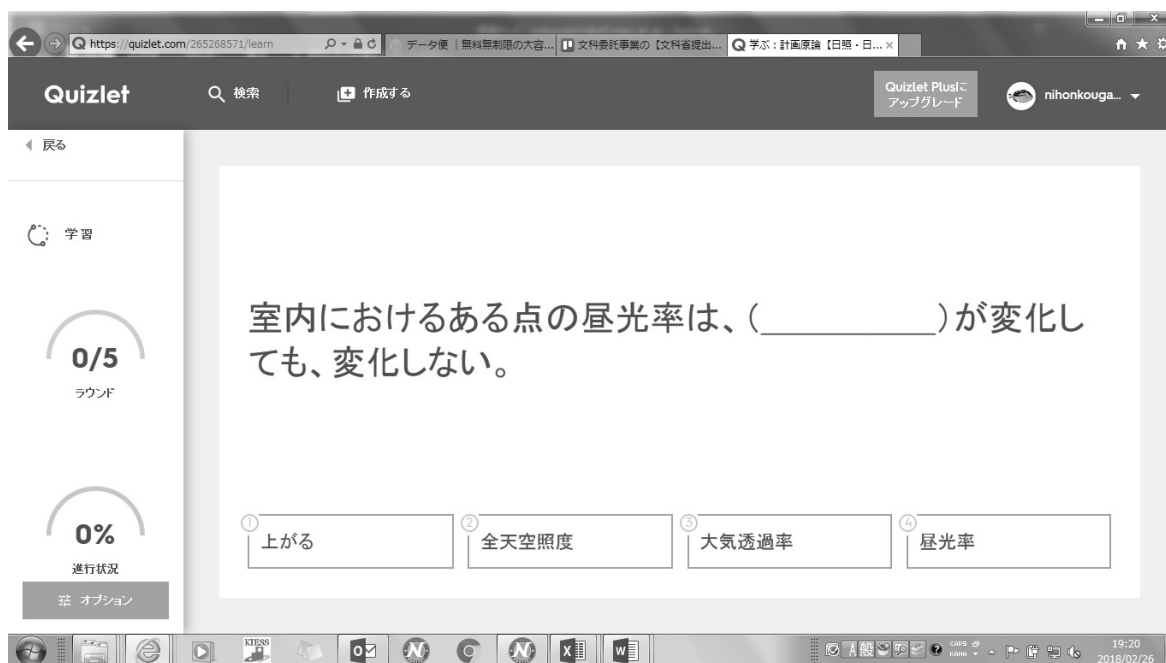 https://quizlet.com/265268571/learn
データ便 | 無料無制限の大容...
文科委託事業の【文科省提出...
学ぶ : 計画原論【日照・日...
Quizlet
検索
作成する
Quizlet Plusに
アップグレード
nihonkouga...
戻る
学習
0/5
ラウンド
0%
進行状況
オプション
室内におけるある点の昼光率は、(__________)が変化し
ても、変化しない。
① 上がる
② 全天空照度
③ 大気透過率
④ 昼光率
KTESS
A 般
CAPS
KANA
19:20
2018/02/26